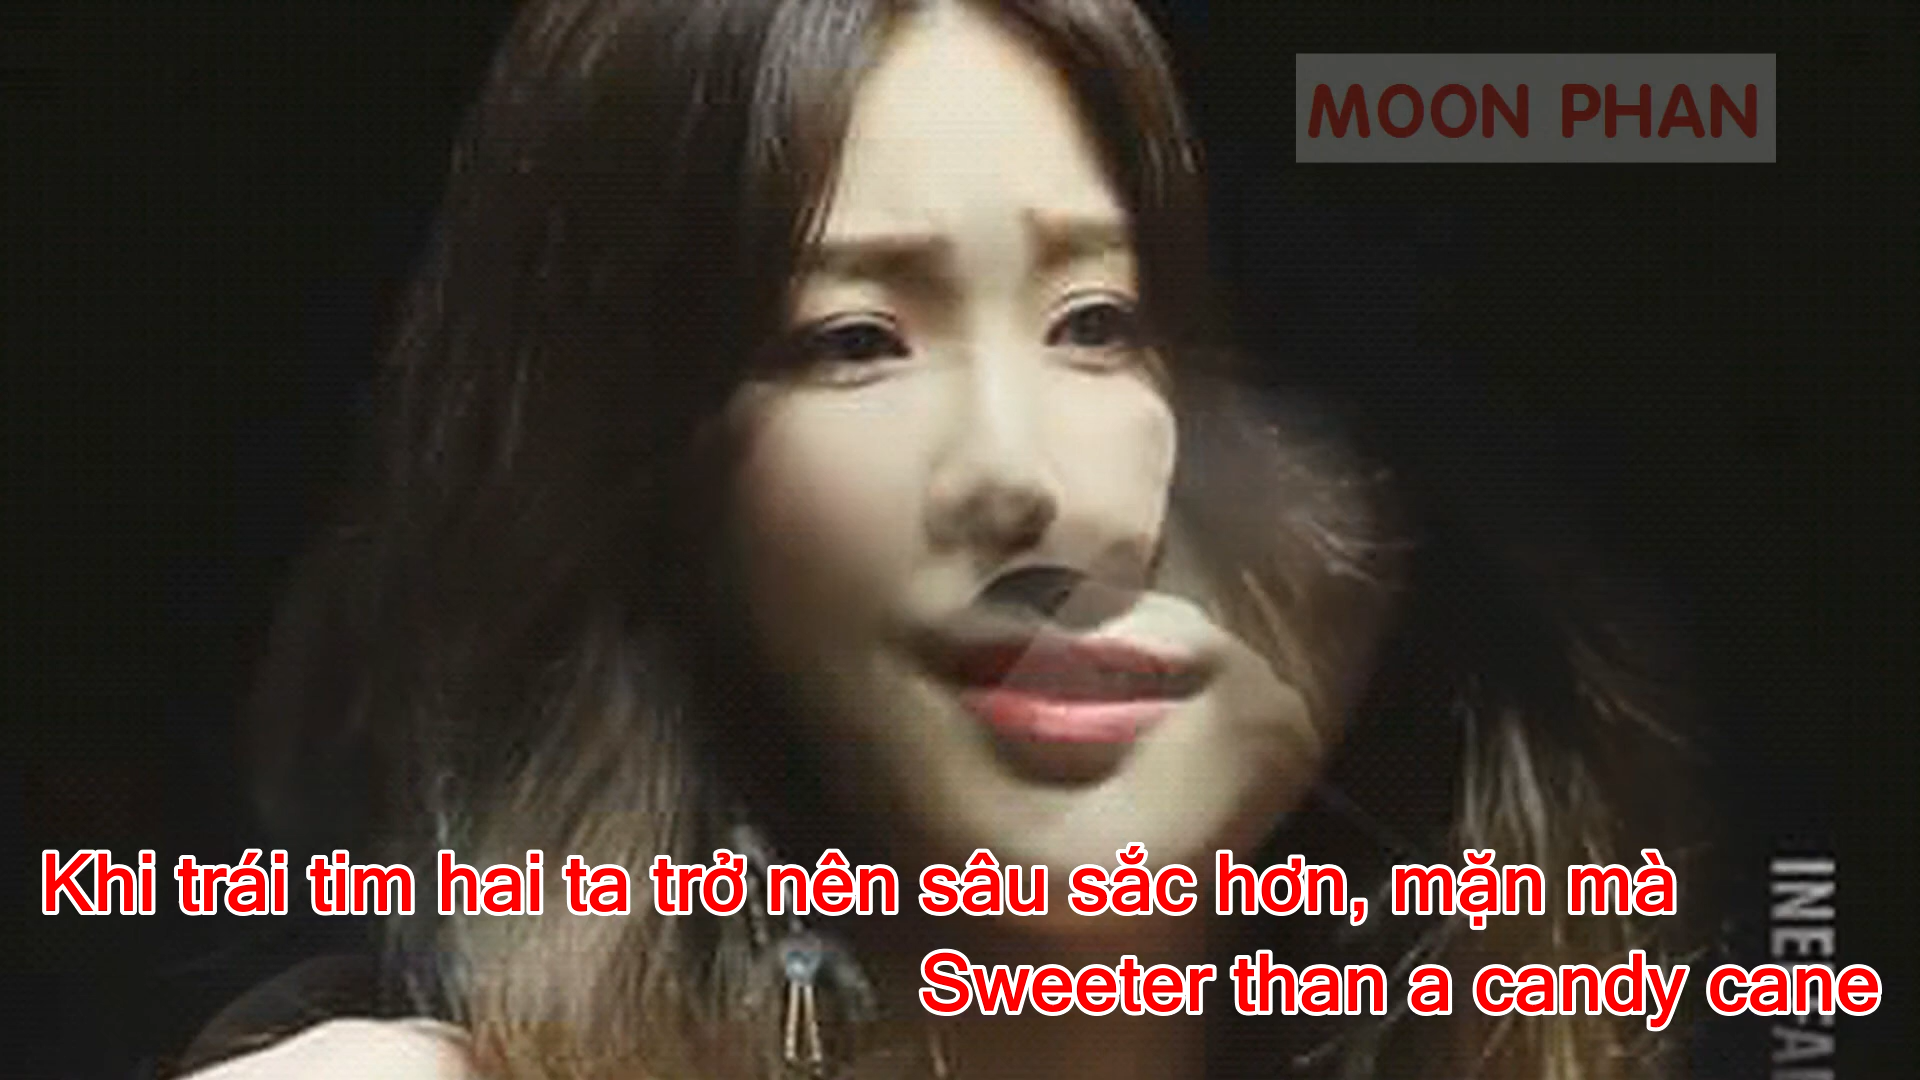 MOON PHAN
Khi trái tim hai ta trở nên sâu sắc hơn, mặn mà
Sweeter than a candy cane